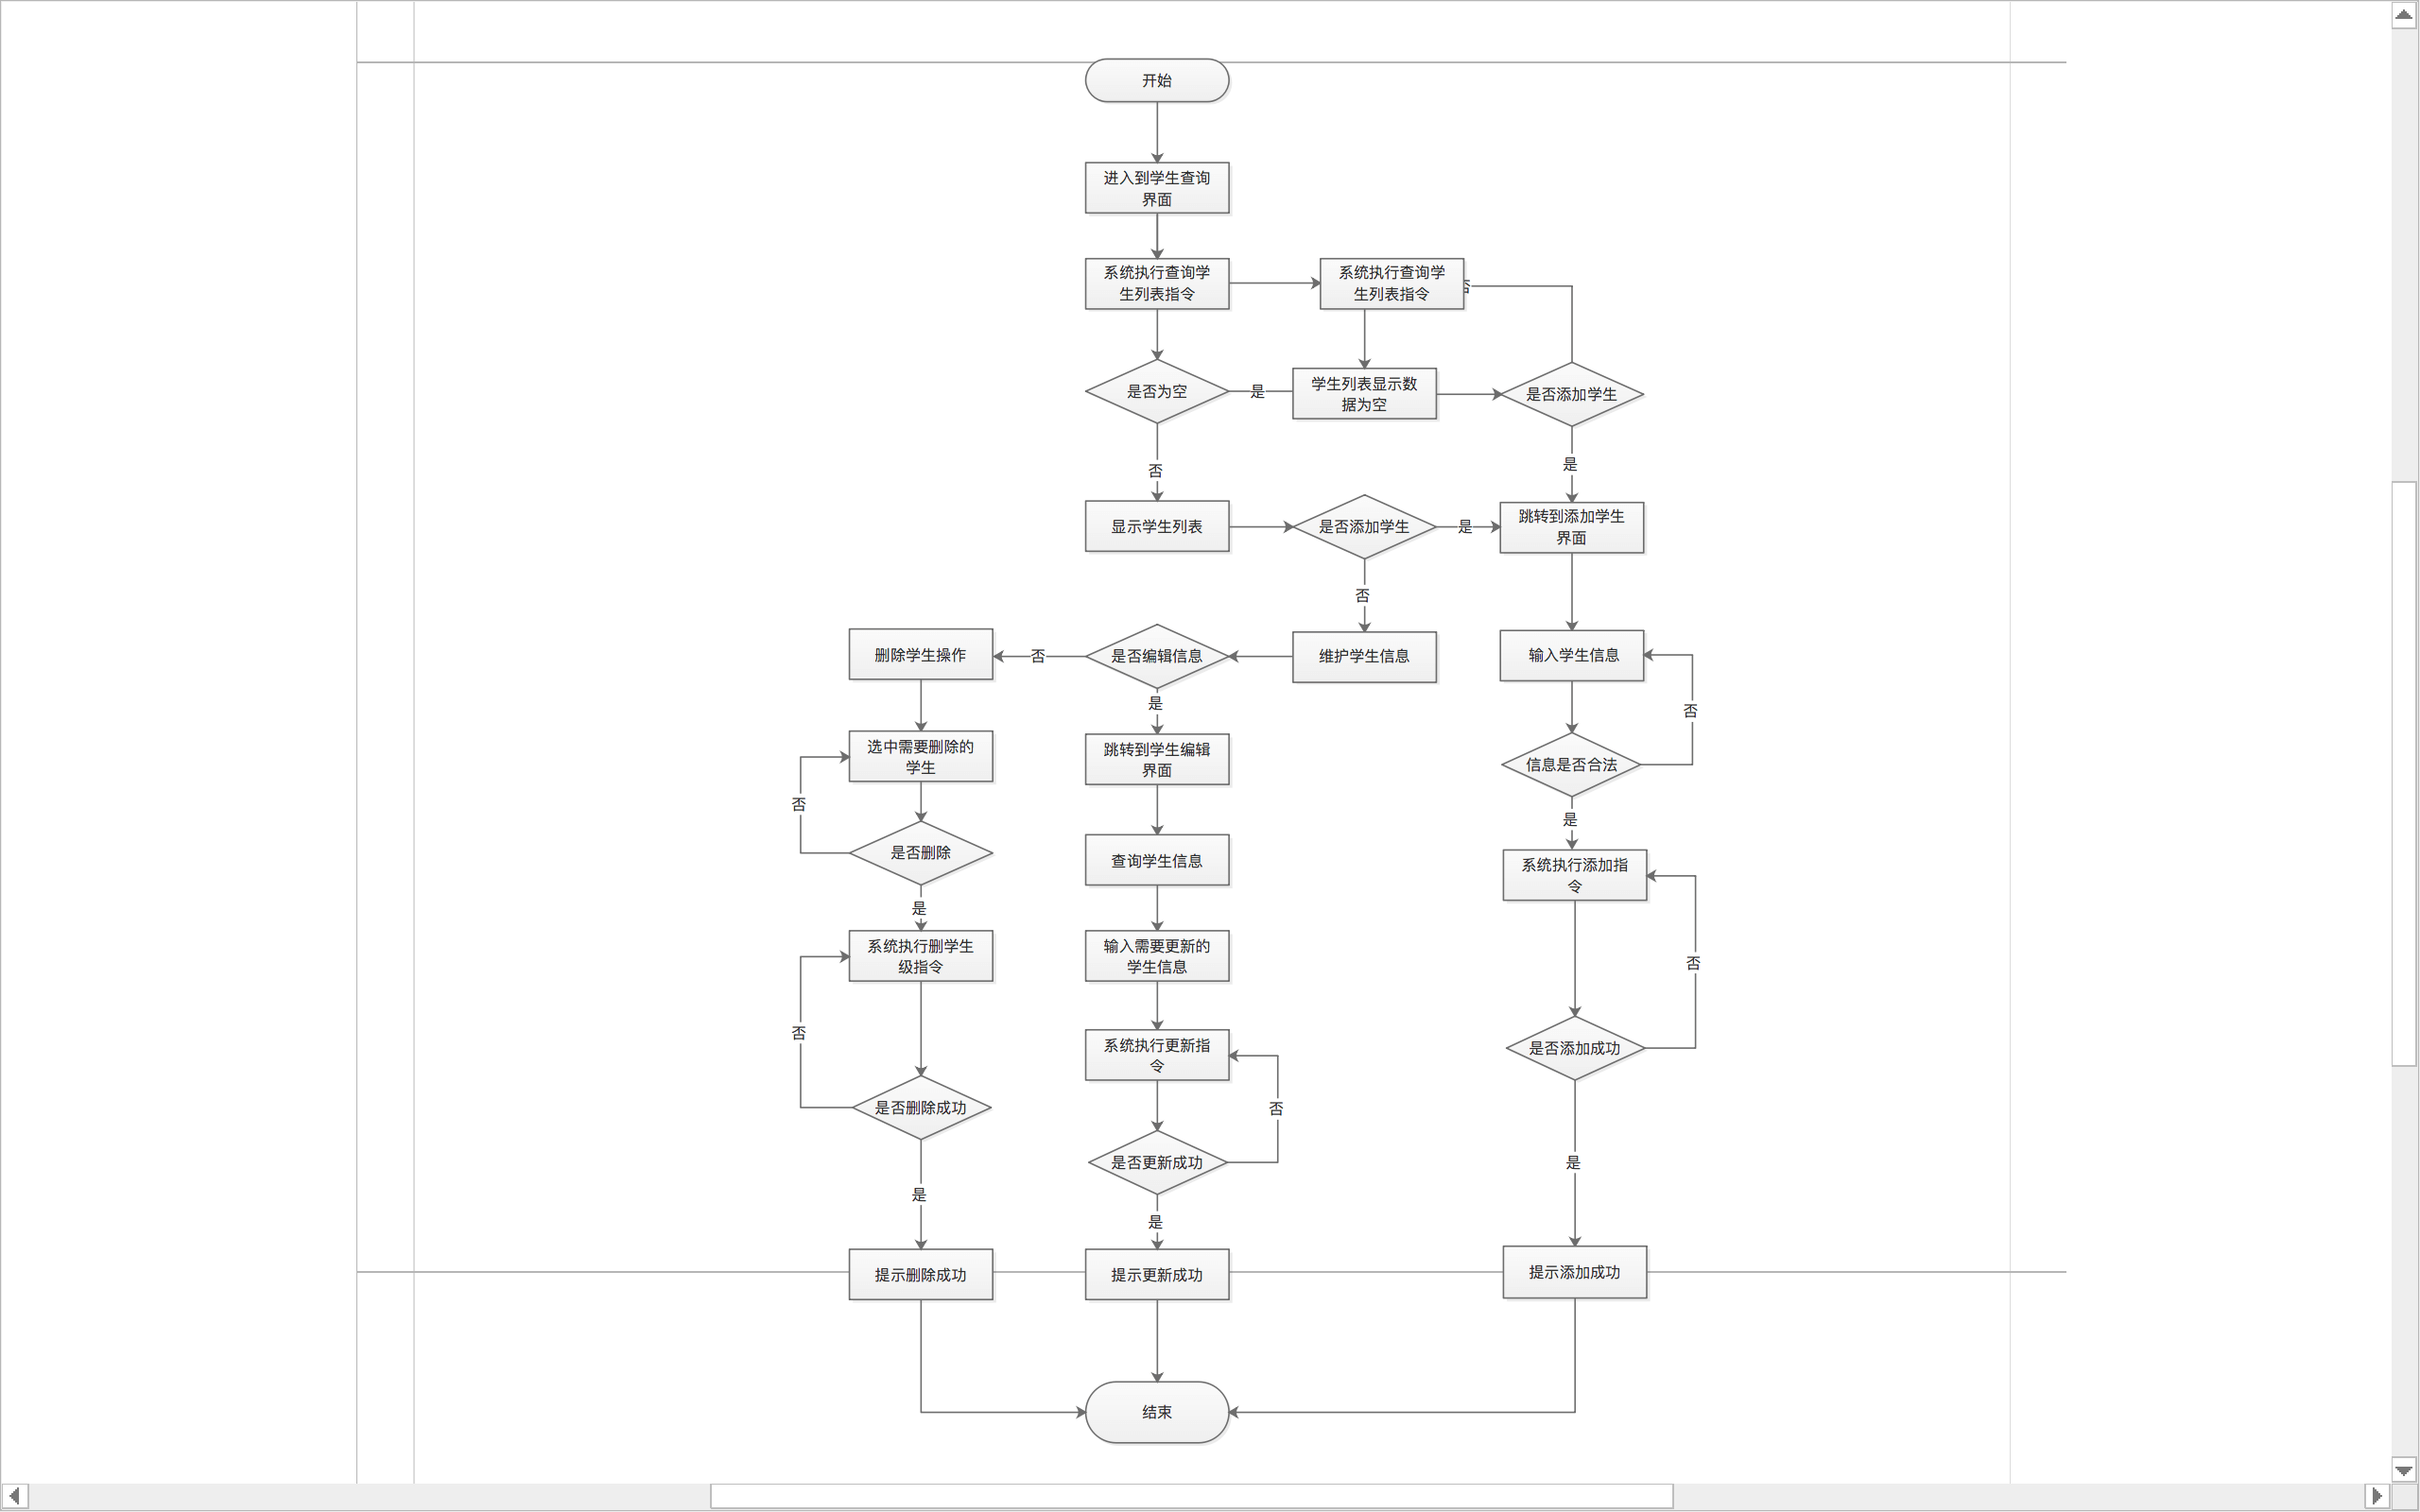 开始
进入到学生查询
界面
系统执行查询学
生列表指令
系统执行查询学
生列表指令
是否为空
是
学生列表显示数
据为空
是否添加学生
否
是
显示学生列表
是否添加学生
是
跳转到添加学生
界面
否
删除学生操作
否
是否编辑信息
维护学生信息
输入学生信息
是
否
选中需要删除的
学生
跳转到学生编辑
界面
信息是否合法
否
是
是否删除
查询学生信息
系统执行添加指
令
是
系统执行删学生
级指令
输入需要更新的
学生信息
否
否
系统执行更新指
令
是否添加成功
是否删除成功
否
是否更新成功
是
是
是
提示删除成功
提示更新成功
提示添加成功
结束